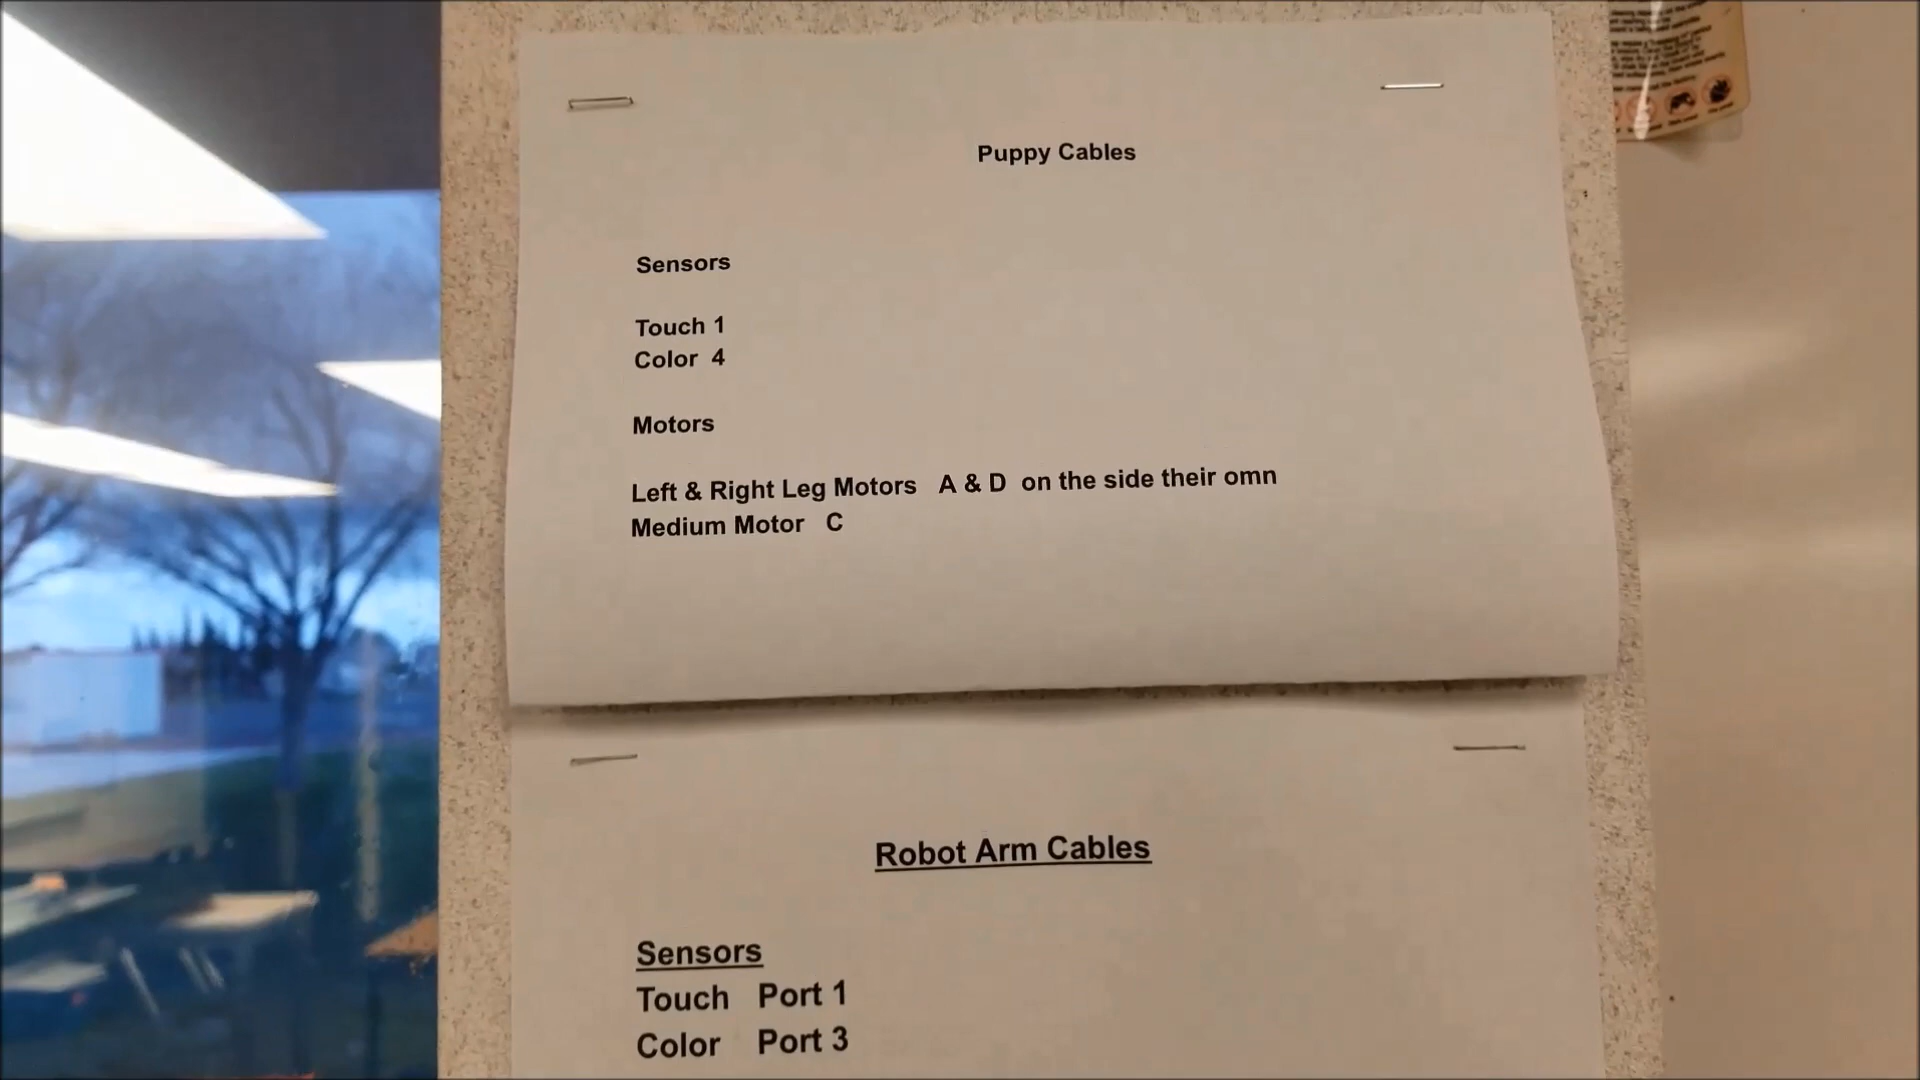 Puppy Cables
Sensors
Touch 1
Color 4
Motors
Left & Right Leg Motors A & D on the side their omn
Medium Motor C
Robot Arm Cables
Sensors
Touch Port 1
Color Port 3